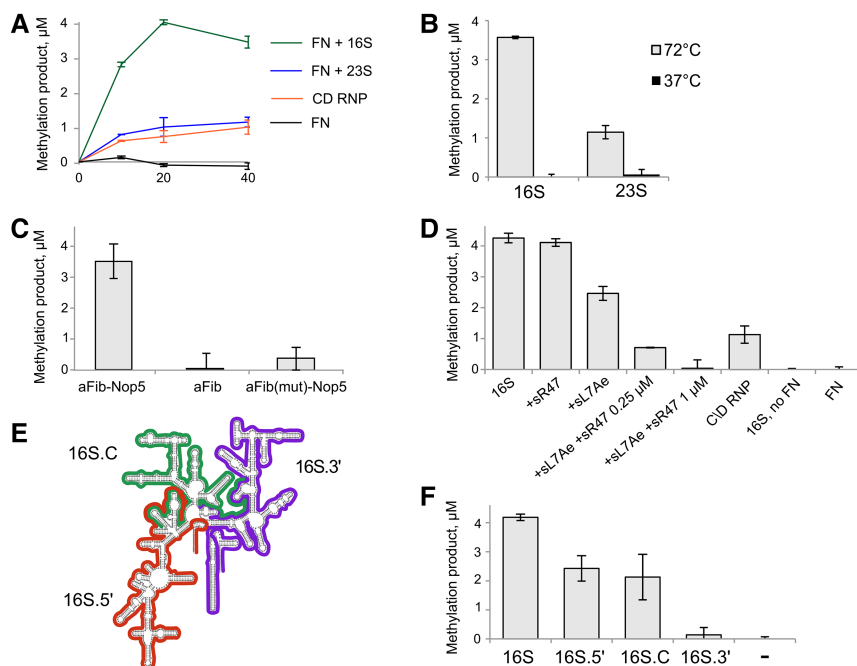 A
Methylation product, µM
4
3
2
1
0
0
20
40
FN + 16S
FN + 23S
CD RNP
FN
B
Methylation product, µM
4
3
2
1
0
16S
23S
72°C
37°C
C
Methylation product, µM
4
3
2
1
0
aFib-Nop5
aFib
aFib(mut)-Nop5
D
Methylation product, µM
4
3
2
1
0
16S
+sR47
+sL7Ae
+sL7Ae +sR47 0.25 µM
+sL7Ae +sR47 1 µM
C\D RNP
16S, no FN
FN
E
16S.C
16S.3'
16S.5'
F
Methylation product, µM
4
3
2
1
0
16S
16S.5'
16S.C
16S.3'
-